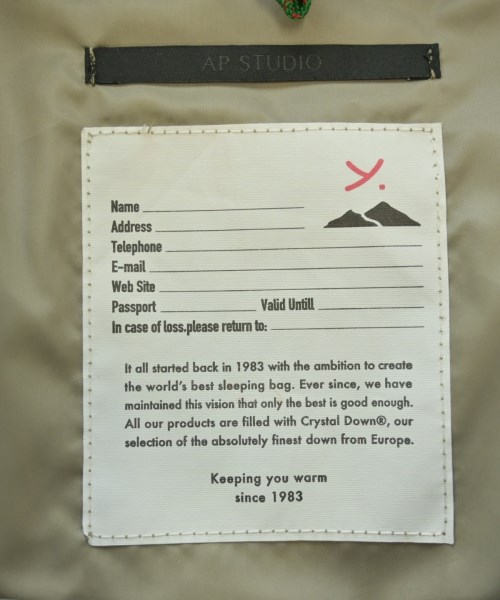 AP STUDIO
y.
Name
Address
Telephone
E-mail
Web Site
Passport Valid Untill
In case of loss.please return to:
It all started back in 1983 with the ambition to create
the world's best sleeping bag. Ever since, we have
maintained this vision that only the best is good enough.
All our products are filled with Crystal Down®, our
selection of the absolutely finest down from Europe.
Keeping you warm
since 1983